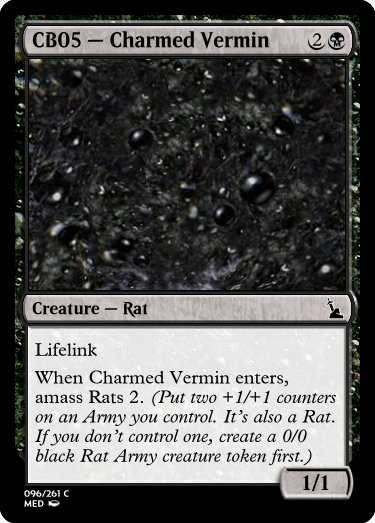 CB05 — Charmed Vermin 2
Creature — Rat
Lifelink
When Charmed Vermin enters,
amass Rats 2. (Put two +1/+1 counters
on an Army you control. It's also a Rat.
If you don't control one, create a 0/0
black Rat Army creature token first.)
1/1
096/261 C
MED